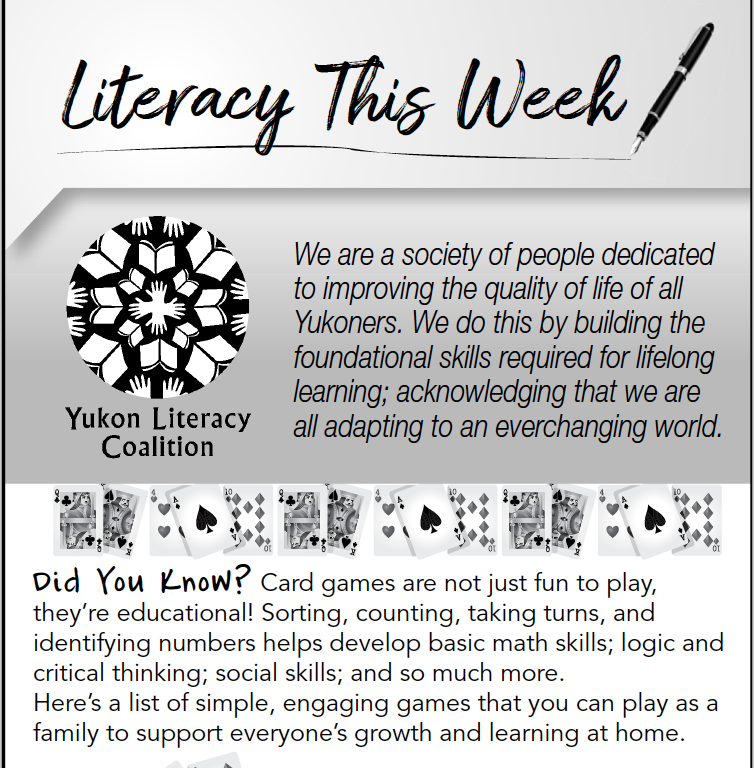 Literacy This Week
We are a society of people dedicated
to improving the quality of life of all
Yukoners. We do this by building the
foundational skills required for lifelong
learning; acknowledging that we are
all adapting to an everchanging world.
Yukon Literacy
Coalition
Did You Know? Card games are not just fun to play,
they're educational! Sorting, counting, taking turns, and
identifying numbers helps develop basic math skills; logic and
critical thinking; social skills; and so much more.
Here's a list of simple, engaging games that you can play as a
family to support everyone's growth and learning at home.